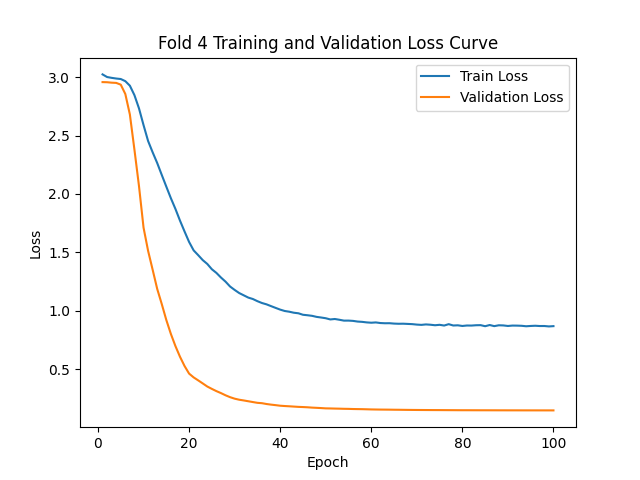 Fold 4 Training and Validation Loss Curve
Train Loss
Validation Loss
3.0
2.5
2.0
1.5
1.0
0.5
Loss
0 20 40 60 80 100
Epoch